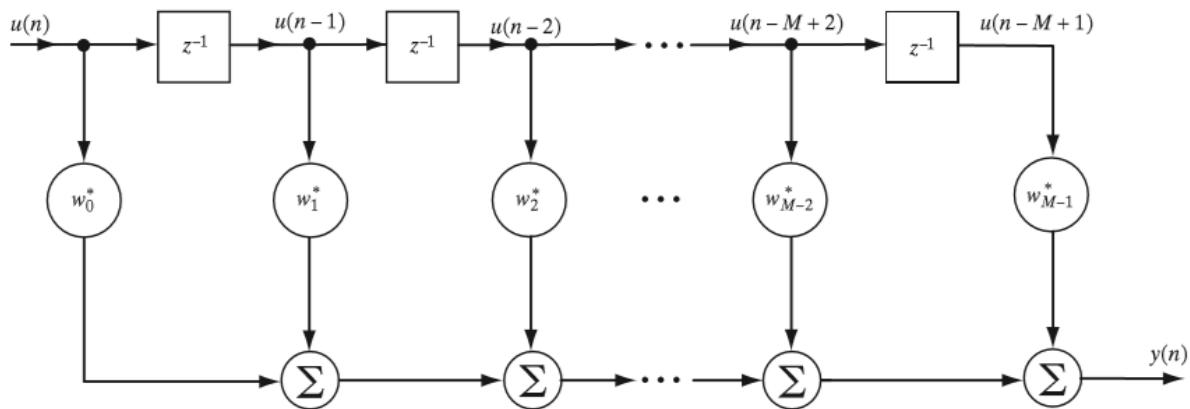 u(n) z⁻¹ u(n – 1) z⁻¹ u(n – 2) • • • u(n – M + 2) z⁻¹ u(n – M + 1)
w₀* w₁* w₂* • • • w*_{M–2} w*_{M–1}
Σ Σ • • • Σ Σ y(n)